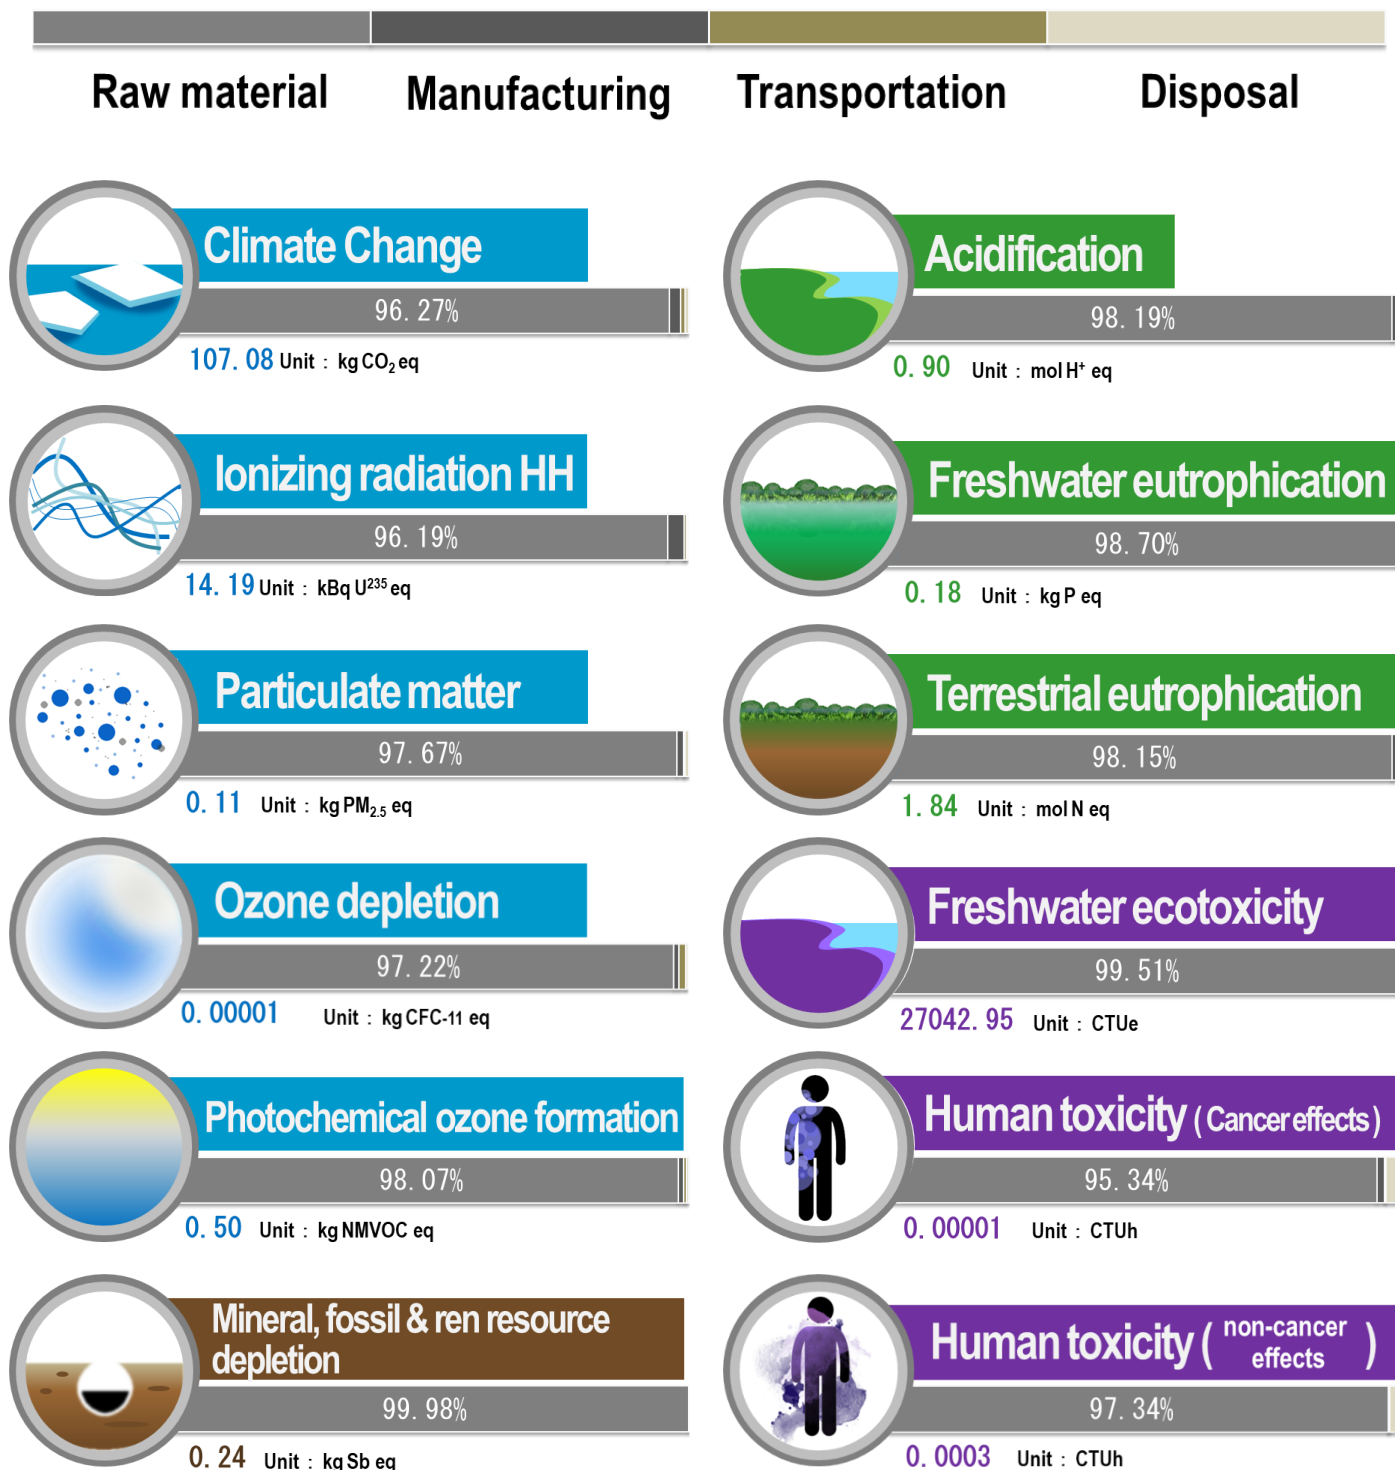 Raw material
Manufacturing
Transportation
Disposal
Climate Change
96.27%
107.08 Unit : kg CO₂ eq
Ionizing radiation HH
96.19%
14.19 Unit : kBq U²³⁵ eq
Particulate matter
97.67%
0.11 Unit : kg PM₂.₅ eq
Ozone depletion
97.22%
0.00001 Unit : kg CFC-11 eq
Photochemical ozone formation
98.07%
0.50 Unit : kg NMVOC eq
Mineral, fossil & ren resource
depletion
99.98%
0.24 Unit : kg Sb eq
Acidification
98.19%
0.90 Unit : mol H⁺ eq
Freshwater eutrophication
98.70%
0.18 Unit : kg P eq
Terrestrial eutrophication
98.15%
1.84 Unit : mol N eq
Freshwater ecotoxicity
99.51%
27042.95 Unit : CTUe
Human toxicity ( Cancer effects )
95.34%
0.00001 Unit : CTUh
Human toxicity ( non-cancer
effects )
97.34%
0.0003 Unit : CTUh